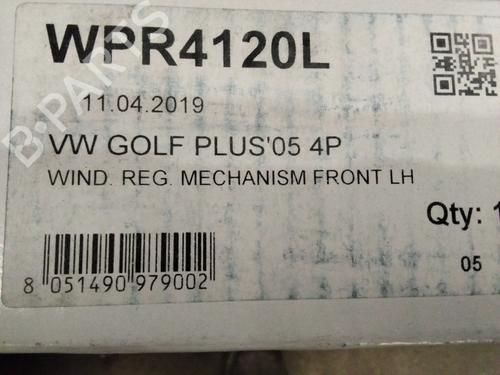 WPR4120L
11.04.2019
VW GOLF PLUS'05 4P
WIND. REG. MECHANISM FRONT LH
Qty: 1
05
8 051490 979002
B-PARTS